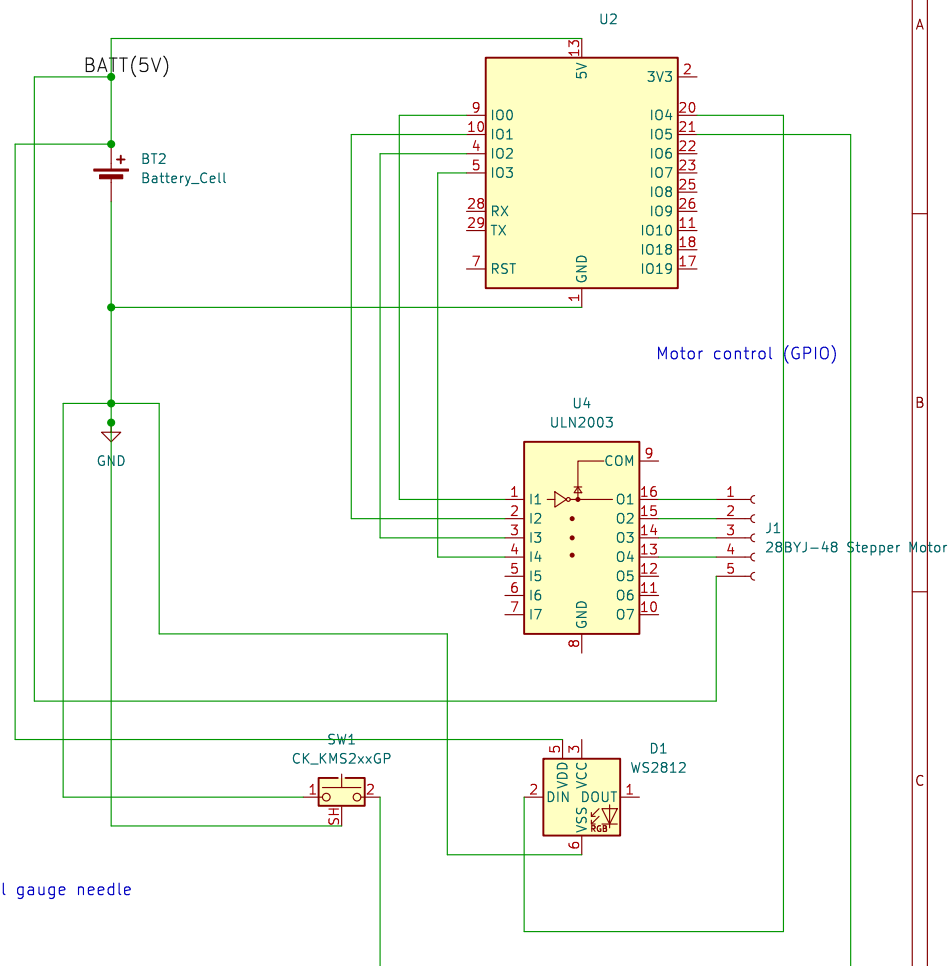 U2
A
BATT(5V)
13
5V
3V3 2
9 IO0
IO4 20
10 IO1
IO5 21
4 IO2
IO6 22
5 IO3
IO7 23
IO8 25
28 RX
IO9 26
29 TX
IO10 11
IO18 18
7 RST
IO19 17
GND
1
BT2
Battery_Cell
+
Motor control (GPIO)
B
U4
ULN2003
GND
COM 9
1 I1
O1 16
1
2 I2
O2 15
2
3 I3
O3 14
3
4 I4
O4 13
4
5 I5
O5 12
5
6 I6
O6 11
7 I7
O7 10
GND
8
J1
28BYJ-48 Stepper Motor
SW1
CK_KMS2xxGP
1
2
SH
D1
WS2812
5
3
VDD
VCC
2 DIN
DOUT 1
VSS
RGB
6
C
l gauge needle